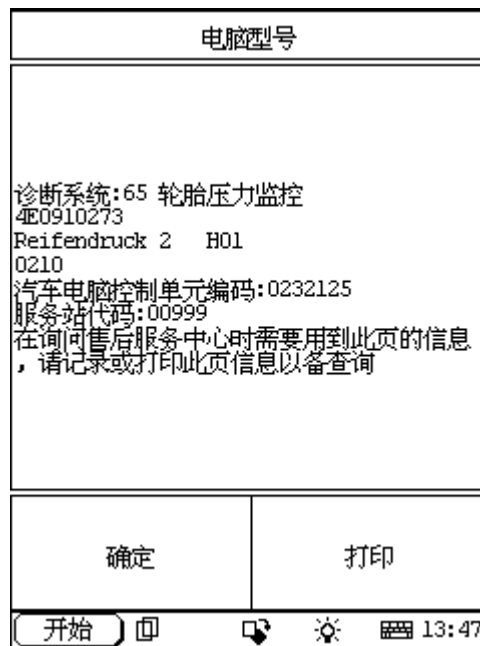 电脑型号
诊断系统:65 轮胎压力监控
4E0910273
Reifendruck 2 H01
0210
汽车电脑控制单元编码:0232125
服务站代码:00999
在询问售后服务中心时需要用到此页的信息
,请记录或打印此页信息以备查询
确定
打印
开始
13:47